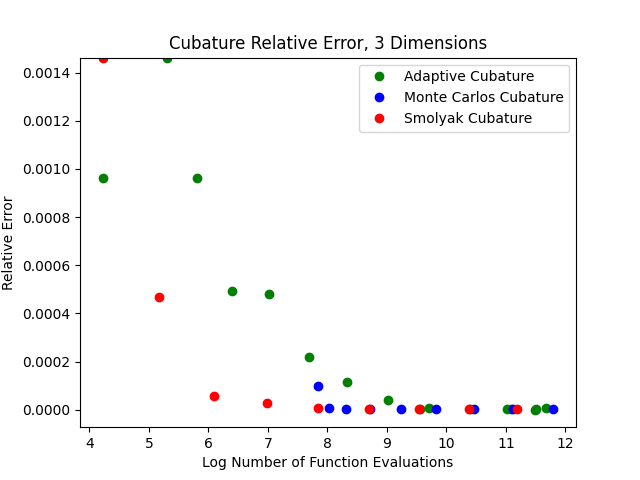 Cubature Relative Error, 3 Dimensions
Adaptive Cubature
Monte Carlos Cubature
Smolyak Cubature
Relative Error
0.0014
0.0012
0.0010
0.0008
0.0006
0.0004
0.0002
0.0000
4 5 6 7 8 9 10 11 12
Log Number of Function Evaluations